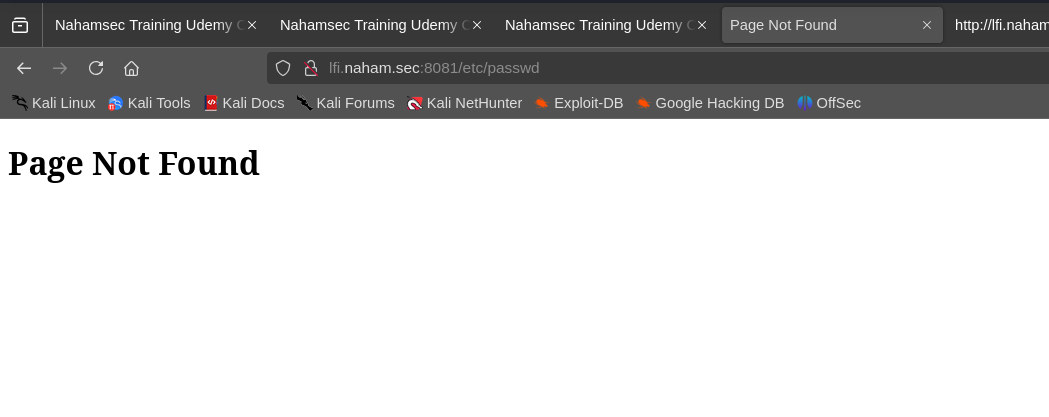 Nahamsec Training Udemy C Nahamsec Training Udemy C Nahamsec Training Udemy C Page Not Found http://lfi.naham
lfi.naham.sec:8081/etc/passwd
Kali Linux Kali Tools Kali Docs Kali Forums Kali NetHunter Exploit-DB Google Hacking DB OffSec
Page Not Found